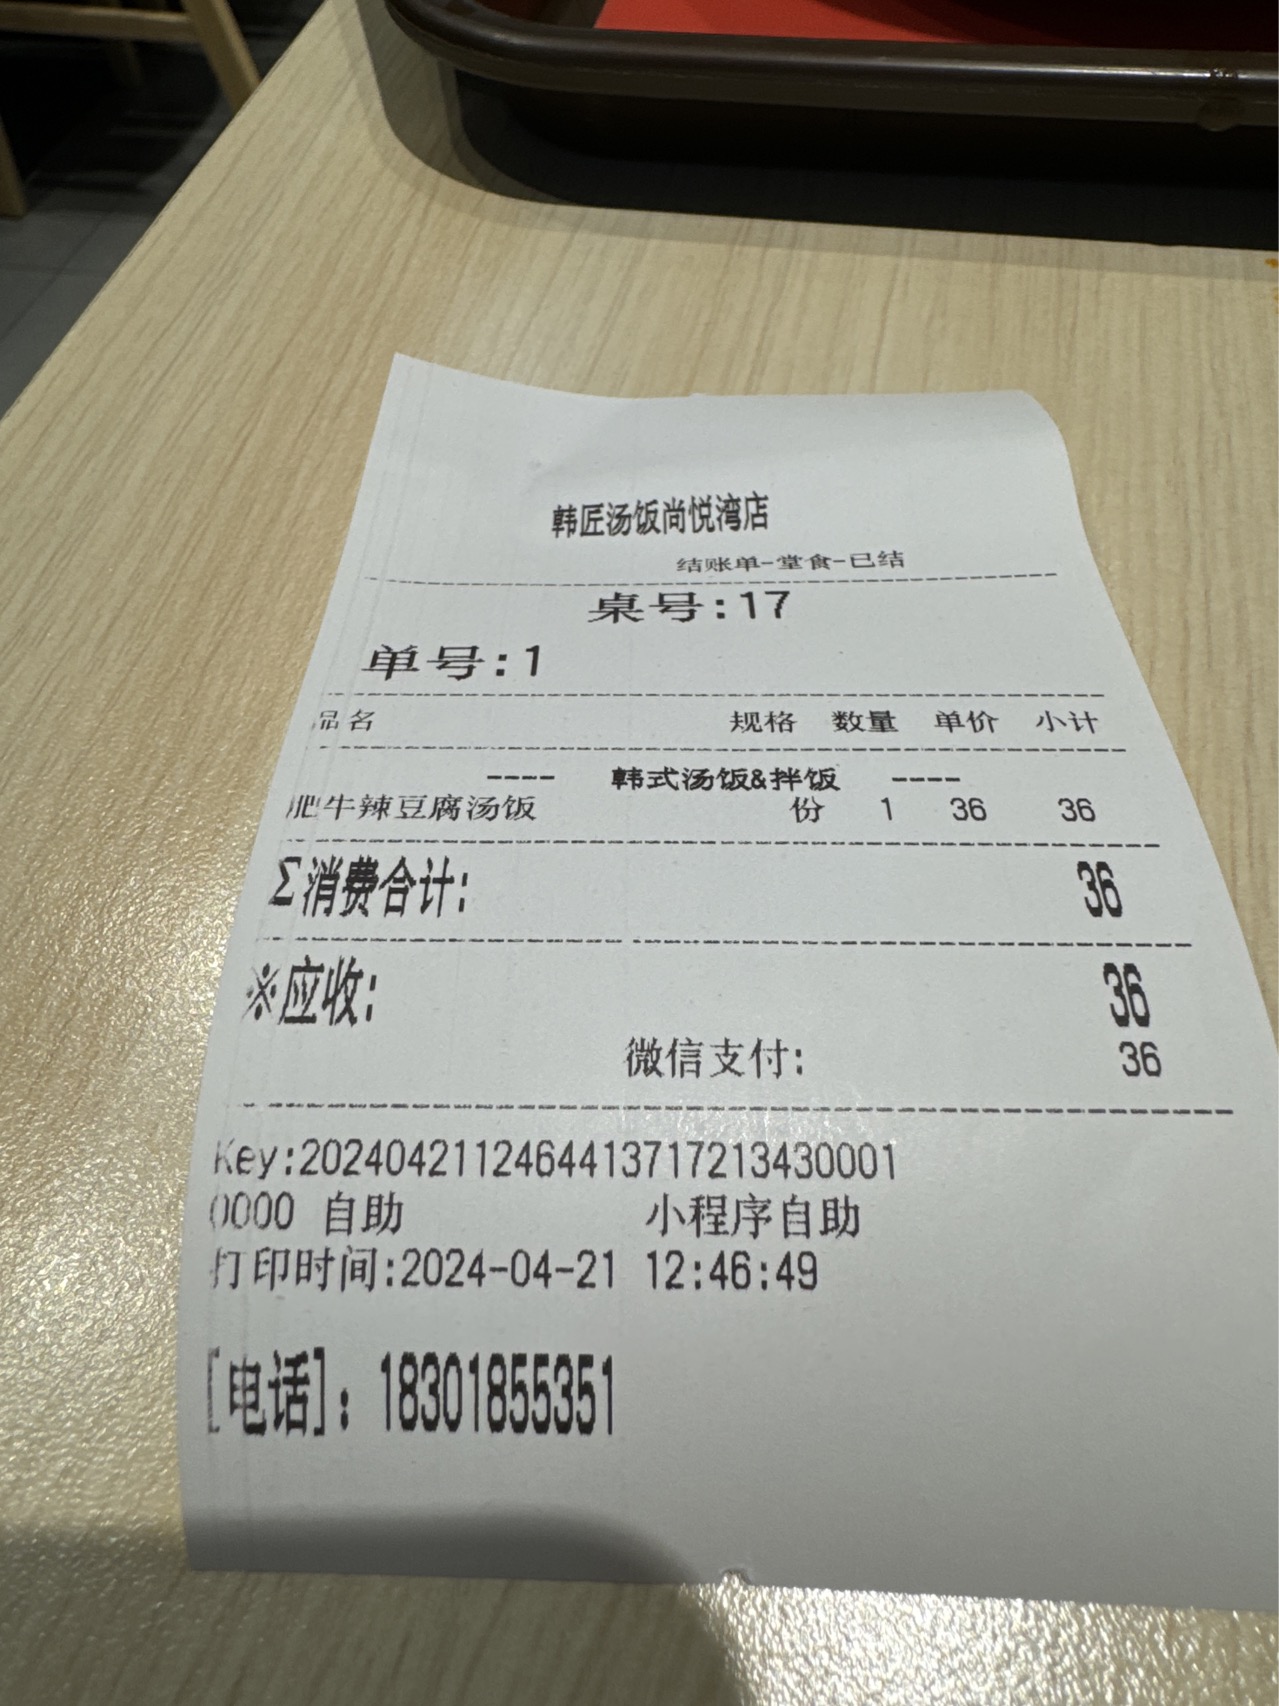 韩匠汤饭尚悦湾店
结账单-堂食-已结
桌号:17
单号:1
品名 规格 数量 单价 小计
---- 韩式汤饭&拌饭 ----
肥牛辣豆腐汤饭 份 1 36 36
Σ消费合计: 36
※应收: 36
微信支付: 36
Key:2024042112464413717213430001
0000 自助 小程序自助
打印时间:2024-04-21 12:46:49
[电话]: 18301855351